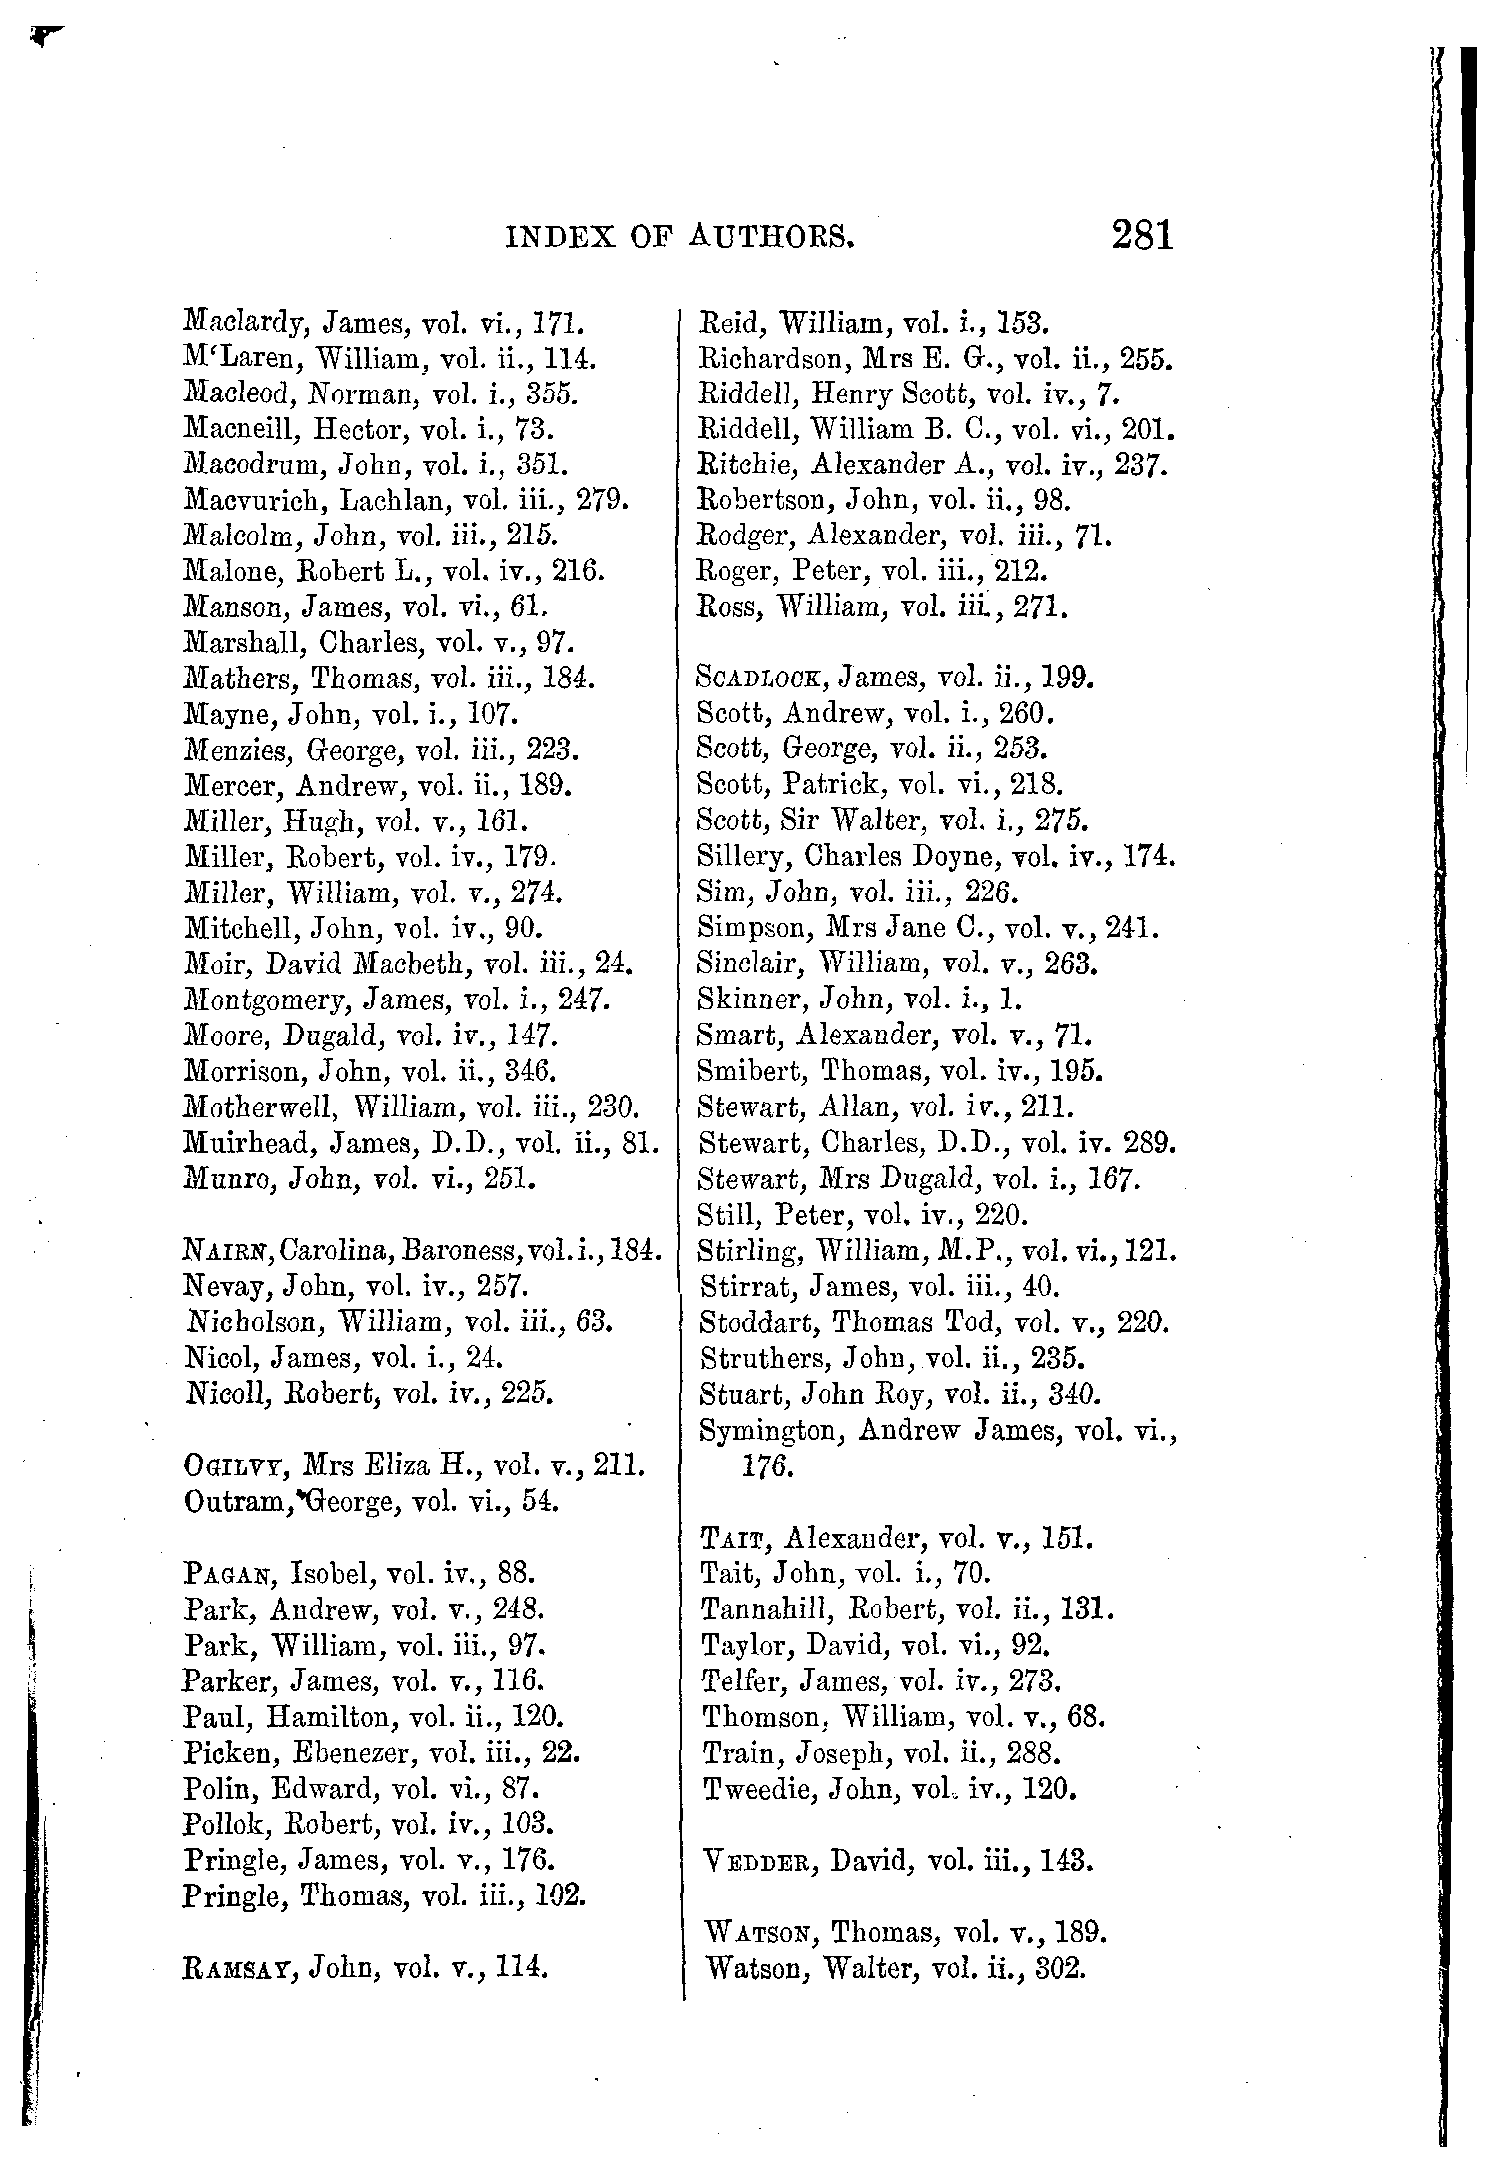 INDEX OF AUTHORS. 281
Maclardy, James, vol. vi., 171.
M‘Laren, William, vol. ii., 114.
Macleod, Norman, vol. i., 355.
Macneill, Hector, vol. i., 73.
Macodrum, John, vol. i., 351.
Macvurich, Lachlan, vol. iii., 279.
Malcolm, John, vol. iii., 215.
Malone, Robert L., vol. iv., 216.
Manson, James, vol. vi., 61.
Marshall, Charles, vol. v., 97.
Mathers, Thomas, vol. iii., 184.
Mayne, John, vol. i., 107.
Menzies, George, vol. iii., 223.
Mercer, Andrew, vol. ii., 189.
Miller, Hugh, vol. v., 161.
Miller, Robert, vol. iv., 179.
Miller, William, vol. v., 274.
Mitchell, John, vol. iv., 90.
Moir, David Macbeth, vol. iii., 24.
Montgomery, James, vol. i., 247.
Moore, Dugald, vol. iv., 147.
Morrison, John, vol. ii., 346.
Motherwell, William, vol. iii., 230.
Muirhead, James, D.D., vol. ii., 81.
Munro, John, vol. vi., 251.
NAIRN, Carolina, Baroness, vol. i., 184.
Nevay, John, vol. iv., 257.
Nicholson, William, vol. iii., 63.
Nicol, James, vol. i., 24.
Nicoll, Robert, vol. iv., 225.
OGILVY, Mrs Eliza H., vol. v., 211.
Outram, George, vol. vi., 54.
PAGAN, Isobel, vol. iv., 88.
Park, Andrew, vol. v., 248.
Park, William, vol. iii., 97.
Parker, James, vol. v., 116.
Paul, Hamilton, vol. ii., 120.
Picken, Ebenezer, vol. iii., 22.
Polin, Edward, vol. vi., 87.
Pollok, Robert, vol. iv., 103.
Pringle, James, vol. v., 176.
Pringle, Thomas, vol. iii., 102.
RAMSAY, John, vol. v., 114.
Reid, William, vol. i., 153.
Richardson, Mrs E. G., vol. ii., 255.
Riddell, Henry Scott, vol. iv., 7.
Riddell, William B. C., vol. vi., 201.
Ritchie, Alexander A., vol. iv., 237.
Robertson, John, vol. ii., 98.
Rodger, Alexander, vol. iii., 71.
Roger, Peter, vol. iii., 212.
Ross, William, vol. iii., 271.
SCADLOCK, James, vol. ii., 199.
Scott, Andrew, vol. i., 260.
Scott, George, vol. ii., 253.
Scott, Patrick, vol. vi., 218.
Scott, Sir Walter, vol. i., 275.
Sillery, Charles Doyne, vol. iv., 174.
Sim, John, vol. iii., 226.
Simpson, Mrs Jane C., vol. v., 241.
Sinclair, William, vol. v., 263.
Skinner, John, vol. i., 1.
Smart, Alexander, vol. v., 71.
Smibert, Thomas, vol. iv., 195.
Stewart, Allan, vol. iv., 211.
Stewart, Charles, D.D., vol. iv. 289.
Stewart, Mrs Dugald, vol. i., 167.
Still, Peter, vol. iv., 220.
Stirling, William, M.P., vol. vi., 121.
Stirrat, James, vol. iii., 40.
Stoddart, Thomas Tod, vol. v., 220.
Struthers, John, vol. ii., 235.
Stuart, John Roy, vol. ii., 340.
Symington, Andrew James, vol. vi.,
176.
TAIT, Alexander, vol. v., 151.
Tait, John, vol. i., 70.
Tannahill, Robert, vol. ii., 131.
Taylor, David, vol. vi., 92.
Telfer, James, vol. iv., 273.
Thomson, William, vol. v., 68.
Train, Joseph, vol. ii., 288.
Tweedie, John, vol. iv., 120.
VEDDER, David, vol. iii., 143.
WATSON, Thomas, vol. v., 189.
Watson, Walter, vol. ii., 302.